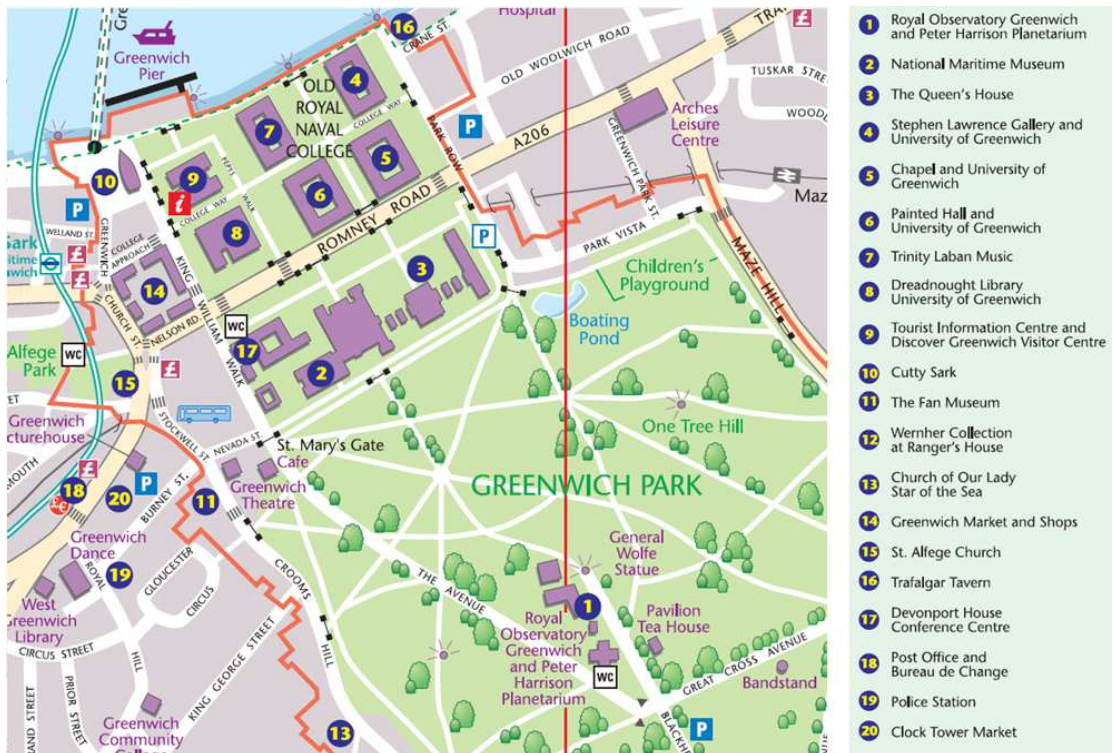 Hospital
16
CRANE ST.
TRA
£
Greenwich
Pier
OLD WOOLWICH ROAD
TUSKAR STREET
OLD
ROYAL
NAVAL
COLLEGE
4
COLLEGE WAY
7
P
A206
PARK ROW
GREENWICH PARK ST.
Arches
Leisure
Centre
WOOD
5
10
9
PEPYS
WALK
6
i
COLLEGE WAY
8
ROMNEY ROAD
P
Maz
P
WELLAND ST.
GREENWICH
CHURCH ST.
COLLEGE
APPROACH
£
£
14
KING
WILLIAM
WALK
P
PARK VISTA
MAZE HILL
3
Children's
Playground
NELSON RD.
WC
17
2
Boating
Pond
WC
Alfege
Park
15
£
STOCKWELL ST.
NEVADA ST.
St. Mary's Gate
Cafe
Greenwich
Theatre
One Tree Hill
GREENWICH PARK
Greenwich
cturehouse
£
P
18
£€
20
BURNEY ST.
11
Greenwich
Dance
ROYAL
HILL
19
GLOUCESTER
CIRCUS
West
Greenwich
Library
CIRCUS STREET
PRIOR STREET
RAND STREET
KING GEORGE STREET
CROOMS
HILL
THE AVENUE
General
Wolfe
Statue
1
Royal
Observatory
Greenwich
and Peter
Harrison
Planetarium
Pavilion
Tea House
WC
GREAT CROSS AVENUE
Bandstand
BLACKH
P
Greenwich
Community
13
1 Royal Observatory Greenwich
and Peter Harrison Planetarium
2 National Maritime Museum
3 The Queen's House
4 Stephen Lawrence Gallery and
University of Greenwich
5 Chapel and University of
Greenwich
6 Painted Hall and
University of Greenwich
7 Trinity Laban Music
8 Dreadnought Library
University of Greenwich
9 Tourist Information Centre and
Discover Greenwich Visitor Centre
10 Cutty Sark
11 The Fan Museum
12 Wernher Collection
at Ranger's House
13 Church of Our Lady
Star of the Sea
14 Greenwich Market and Shops
15 St. Alfege Church
16 Trafalgar Tavern
17 Devonport House
Conference Centre
18 Post Office and
Bureau de Change
19 Police Station
20 Clock Tower Market